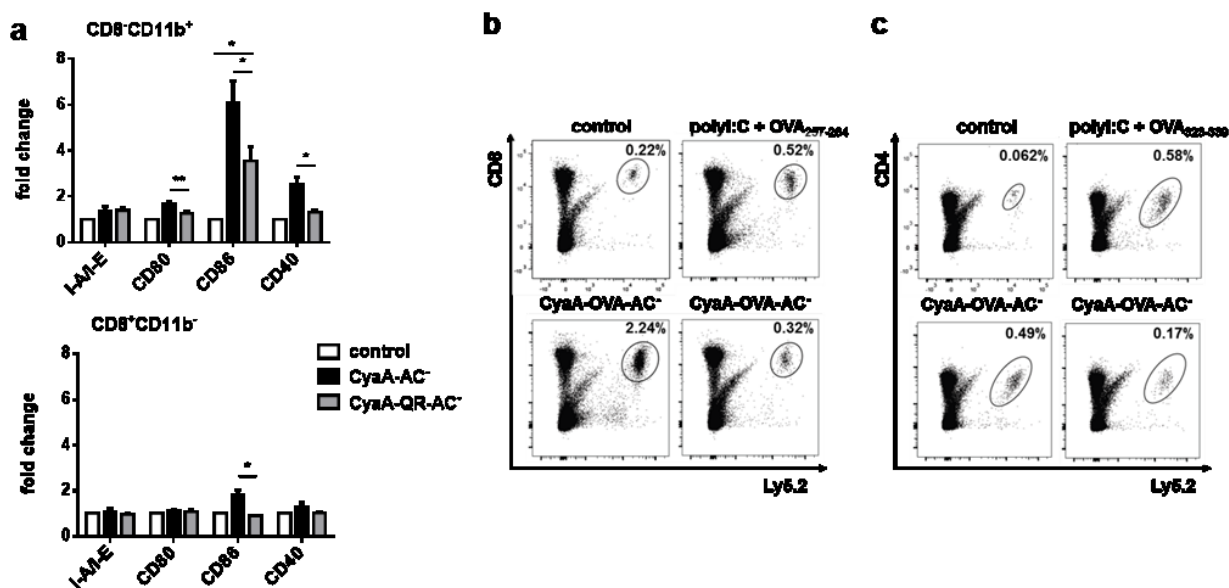 a
CD8⁻CD11b⁺
fold change
8
6
4
2
0
*
*
**
*
I-A/I-E
CD80
CD86
CD40
CD8⁺CD11b⁻
fold change
8
6
4
2
0
*
I-A/I-E
CD80
CD86
CD40
control
CyaA-AC⁻
CyaA-QR-AC⁻
b
control
polyI:C + OVA₂₅₇₋₂₆₄
CD8
0.22%
0.52%
CyaA-OVA-AC⁻
CyaA-OVA-AC⁻
2.24%
0.32%
Ly5.2
c
control
polyI:C + OVA₃₂₃₋₃₃₉
CD4
0.062%
0.58%
CyaA-OVA-AC⁻
CyaA-OVA-AC⁻
0.49%
0.17%
Ly5.2